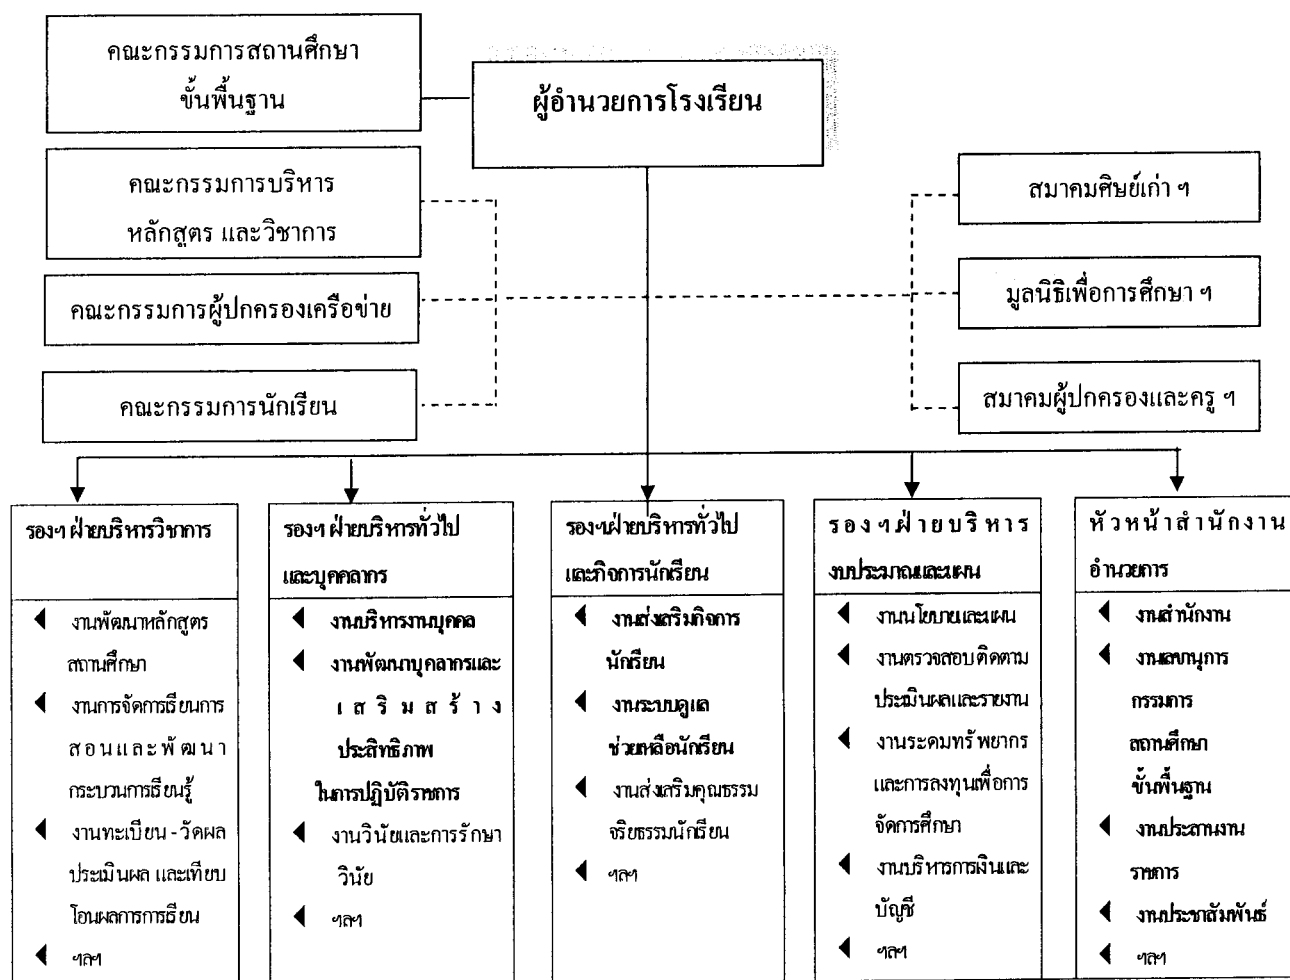 คณะกรรมการสถานศึกษา
ขั้นพื้นฐาน
ผู้อำนวยการโรงเรียน
คณะกรรมการบริหาร
หลักสูตร และวิชาการ
คณะกรรมการผู้ปกครองเครือข่าย
คณะกรรมการนักเรียน
สมาคมศิษย์เก่า ฯ
มูลนิธิเพื่อการศึกษา ฯ
สมาคมผู้ปกครองและครู ฯ
รองฯ ฝ่ายบริหารวิชาการ
งานพัฒนาหลักสูตร
สถานศึกษา
งานการจัดการเรียนการ
สอนและพัฒนา
กระบวนการเรียนรู้
งานทะเบียน - วัดผล
ประเมินผล และเทียบ
โอนผลการการเรียน
ฯลฯ
รองฯ ฝ่ายบริหารทั่วไป
และบุคคลากร
งานบริหารงานบุคคล
งานพัฒนาบุคลากรและ
เสริมสร้าง
ประสิทธิภาพ
ในการปฏิบัติราชการ
งานวินัยและการรักษา
วินัย
ฯลฯ
รองฯฝ่ายบริหารทั่วไป
และกิจการนักเรียน
งานส่งเสริมกิจการ
นักเรียน
งานระบบดูแล
ช่วยเหลือนักเรียน
งานส่งเสริมคุณธรรม
จริยธรรมนักเรียน
ฯลฯ
รองฯฝ่ายบริหาร
งบประมาณและแผน
งานนโยบายและแผน
งานตรวจสอบ ติดตาม
ประเมินผลและรายงาน
งานระดมทรัพยากร
และการลงทุนเพื่อการ
จัดการศึกษา
งานบริหารการเงินและ
บัญชี
ฯลฯ
หัวหน้าสำนักงาน
อำนวยการ
งานสำนักงาน
งานเลขานุการ
กรรมการ
สถานศึกษา
ขั้นพื้นฐาน
งานประสานงาน
ราชการ
งานประชาสัมพันธ์
ฯลฯ